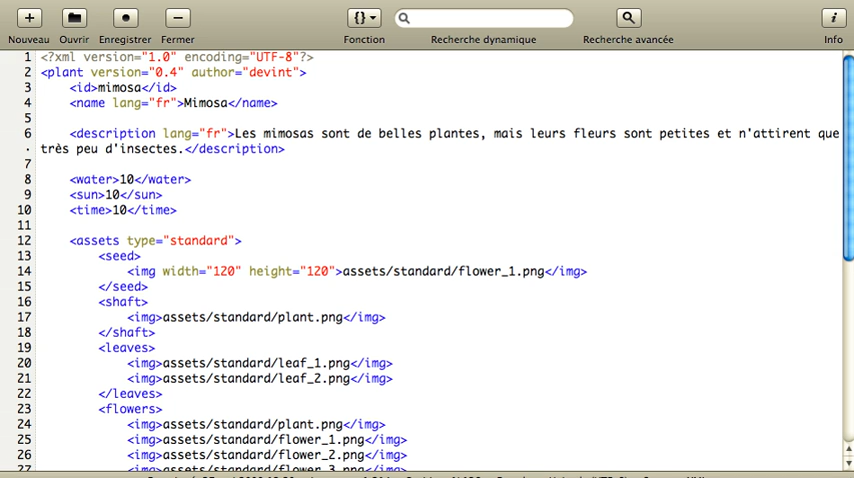 Nouveau Ouvrir Enregistrer Fermer Fonction Recherche dynamique Recherche avancée Info
1 <?xml version="1.0" encoding="UTF-8"?>
2 <plant version="0.4" author="devint">
3 <id>mimosa</id>
4 <name lang="fr">Mimosa</name>
5
6 <description lang="fr">Les mimosas sont de belles plantes, mais leurs fleurs sont petites et n'attirent que
· très peu d'insectes.</description>
7
8 <water>10</water>
9 <sun>10</sun>
10 <time>10</time>
11
12 <assets type="standard">
13 <seed>
14 <img width="120" height="120">assets/standard/flower_1.png</img>
15 </seed>
16 <shaft>
17 <img>assets/standard/plant.png</img>
18 </shaft>
19 <leaves>
20 <img>assets/standard/leaf_1.png</img>
21 <img>assets/standard/leaf_2.png</img>
22 </leaves>
23 <flowers>
24 <img>assets/standard/plant.png</img>
25 <img>assets/standard/flower_1.png</img>
26 <img>assets/standard/flower_2.png</img>
27 <img>assets/standard/flower_3.png</img>